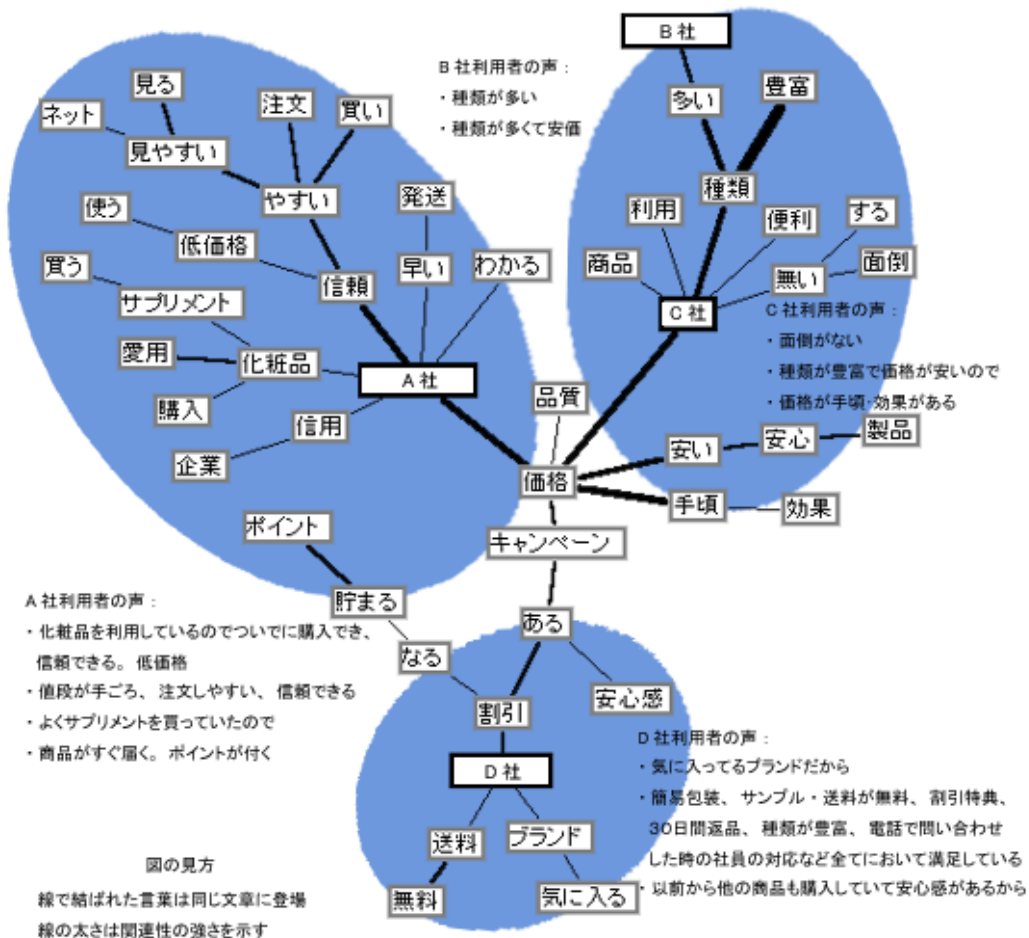 B社
B社利用者の声：
・種類が多い
・種類が多くて安価
見る
ネット
注文
買い
見やすい
やすい
使う
低価格
信頼
発送
早い
わかる
買う
サプリメント
愛用
化粧品
A社
購入
信用
企業
多い
豊富
種類
利用
便利
する
商品
無い
面倒
C社
C社利用者の声：
・面倒がない
・種類が豊富で価格が安いので
・価格が手頃・効果がある
品質
価格
安い
安心
製品
手頃
効果
キャンペーン
ポイント
貯まる
ある
なる
安心感
割引
A社利用者の声：
・化粧品を利用しているのでついでに購入でき、
信頼できる。低価格
・値段が手ごろ、注文しやすい、信頼できる
・よくサプリメントを買っていたので
・商品がすぐ届く。ポイントが付く
D社
送料
ブランド
無料
気に入る
D社利用者の声：
・気に入ってるブランドだから
・簡易包装、サンプル・送料が無料、割引特典、
30日間返品、種類が豊富、電話で問い合わせ
した時の社員の対応など全てにおいて満足している
・以前から他の商品も購入していて安心感があるから
図の見方
線で結ばれた言葉は同じ文章に登場
線の太さは関連性の強さを示す